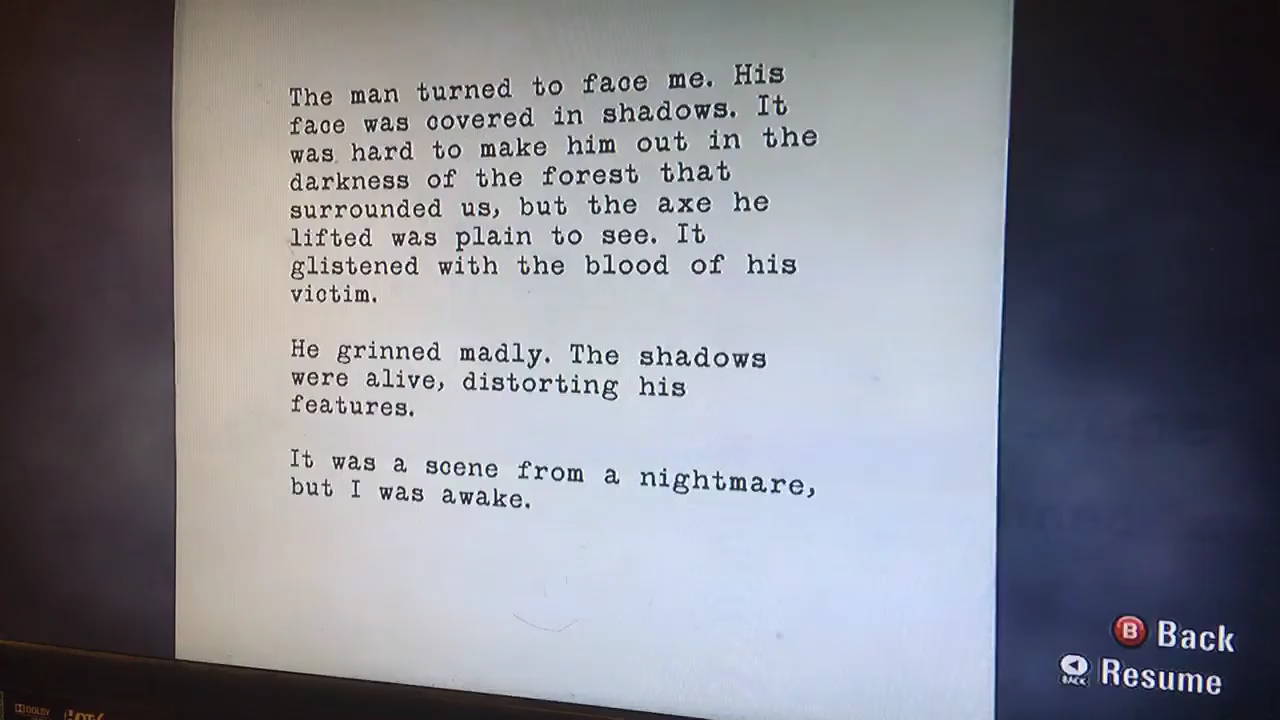 The man turned to face me. His
face was covered in shadows. It
was hard to make him out in the
darkness of the forest that
surrounded us, but the axe he
lifted was plain to see. It
glistened with the blood of his
victim.
He grinned madly. The shadows
were alive, distorting his
features.
It was a scene from a nightmare,
but I was awake.
B Back
BACK Resume
DOLBY